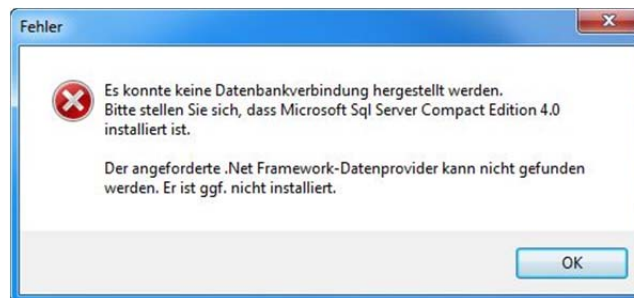 Fehler
Es konnte keine Datenbankverbindung hergestellt werden.
Bitte stellen Sie sich, dass Microsoft Sql Server Compact Edition 4.0
installiert ist.
Der angeforderte .Net Framework-Datenprovider kann nicht gefunden
werden. Er ist ggf. nicht installiert.
OK